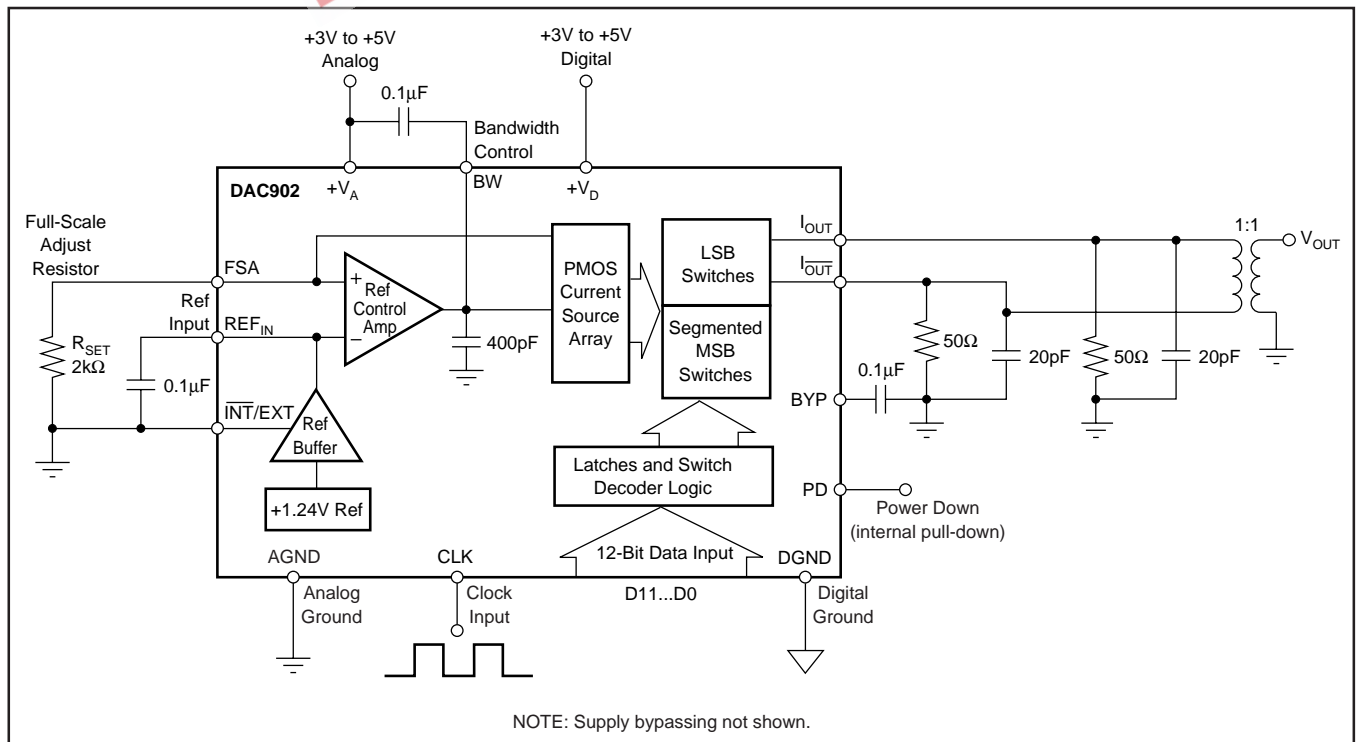 +3V to +5V
Analog
+3V to +5V
Digital
0.1µF
Bandwidth
Control
DAC902
+V_A
BW
+V_D
Full-Scale
Adjust
Resistor
FSA
Ref
Input
REF_IN
R_SET
2kΩ
0.1µF
I̅N̅T̅/EXT
+
Ref
Control
Amp
–
400pF
PMOS
Current
Source
Array
LSB
Switches
Segmented
MSB
Switches
I_OUT
I_O̅U̅T̅
1:1
V_OUT
50Ω
20pF
50Ω
20pF
0.1µF
BYP
Ref
Buffer
+1.24V Ref
Latches and Switch
Decoder Logic
PD
Power Down
(internal pull-down)
12-Bit Data Input
AGND
CLK
DGND
Analog
Ground
Clock
Input
D11...D0
Digital
Ground
NOTE: Supply bypassing not shown.